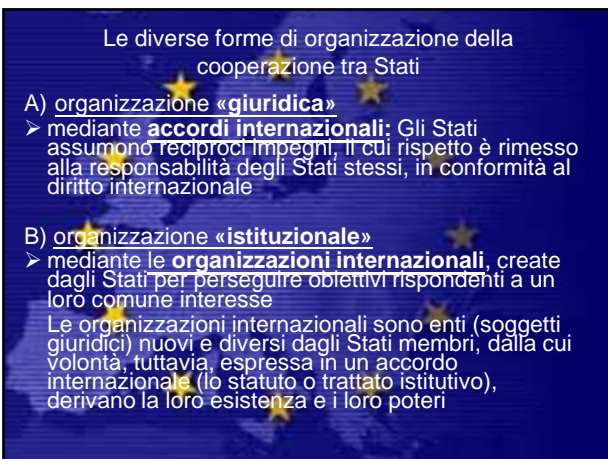 Le diverse forme di organizzazione della
cooperazione tra Stati
A) organizzazione «giuridica»
➢ mediante accordi internazionali: Gli Stati
assumono reciproci impegni, il cui rispetto è rimesso
alla responsabilità degli Stati stessi, in conformità al
diritto internazionale
B) organizzazione «istituzionale»
➢ mediante le organizzazioni internazionali, create
dagli Stati per perseguire obiettivi rispondenti a un
loro comune interesse
Le organizzazioni internazionali sono enti (soggetti
giuridici) nuovi e diversi dagli Stati membri, dalla cui
volontà, tuttavia, espressa in un accordo
internazionale (lo statuto o trattato istitutivo),
derivano la loro esistenza e i loro poteri